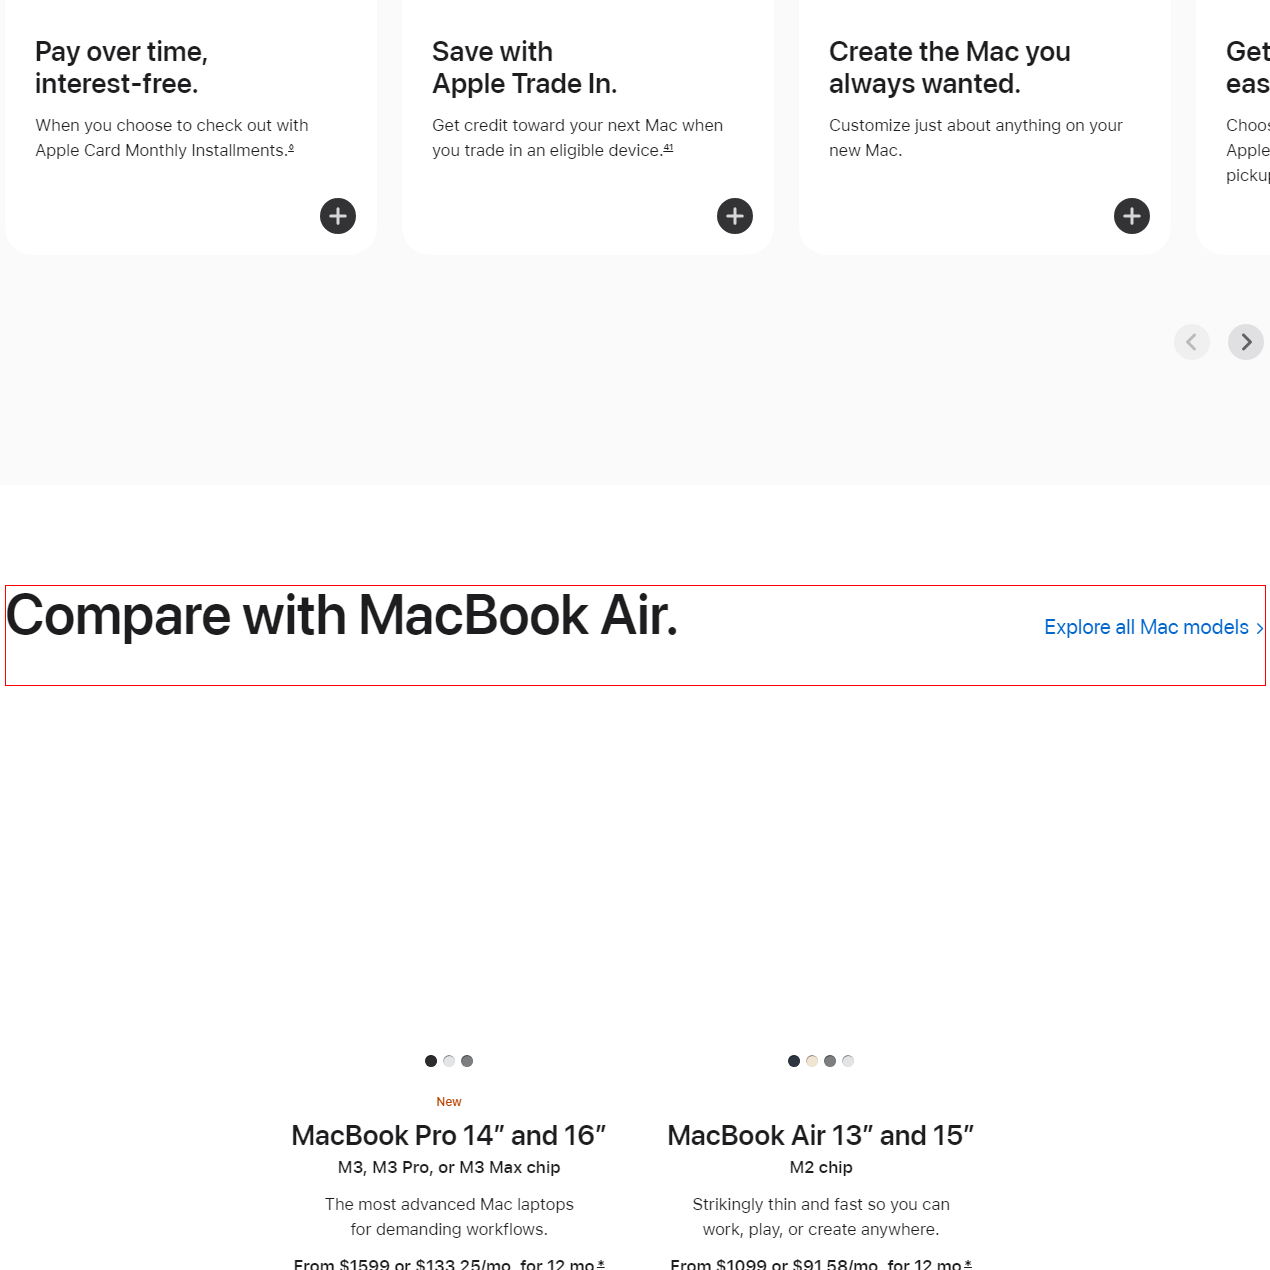 Pay over time,
interest-free.
When you choose to check out with
Apple Card Monthly Installments.◊
Save with
Apple Trade In.
Get credit toward your next Mac when
you trade in an eligible device.41
Create the Mac you
always wanted.
Customize just about anything on your
new Mac.
Get
Apple
Compare with MacBook Air.
Explore all Mac models >
New
MacBook Pro 14” and 16”
M3, M3 Pro, or M3 Max chip
The most advanced Mac laptops
for demanding workflows.
From $1599 or $133.25/mo. for 12 mo.*
MacBook Air 13” and 15”
M2 chip
Strikingly thin and fast so you can
work, play, or create anywhere.
From $1099 or $91.58/mo. for 12 mo.*